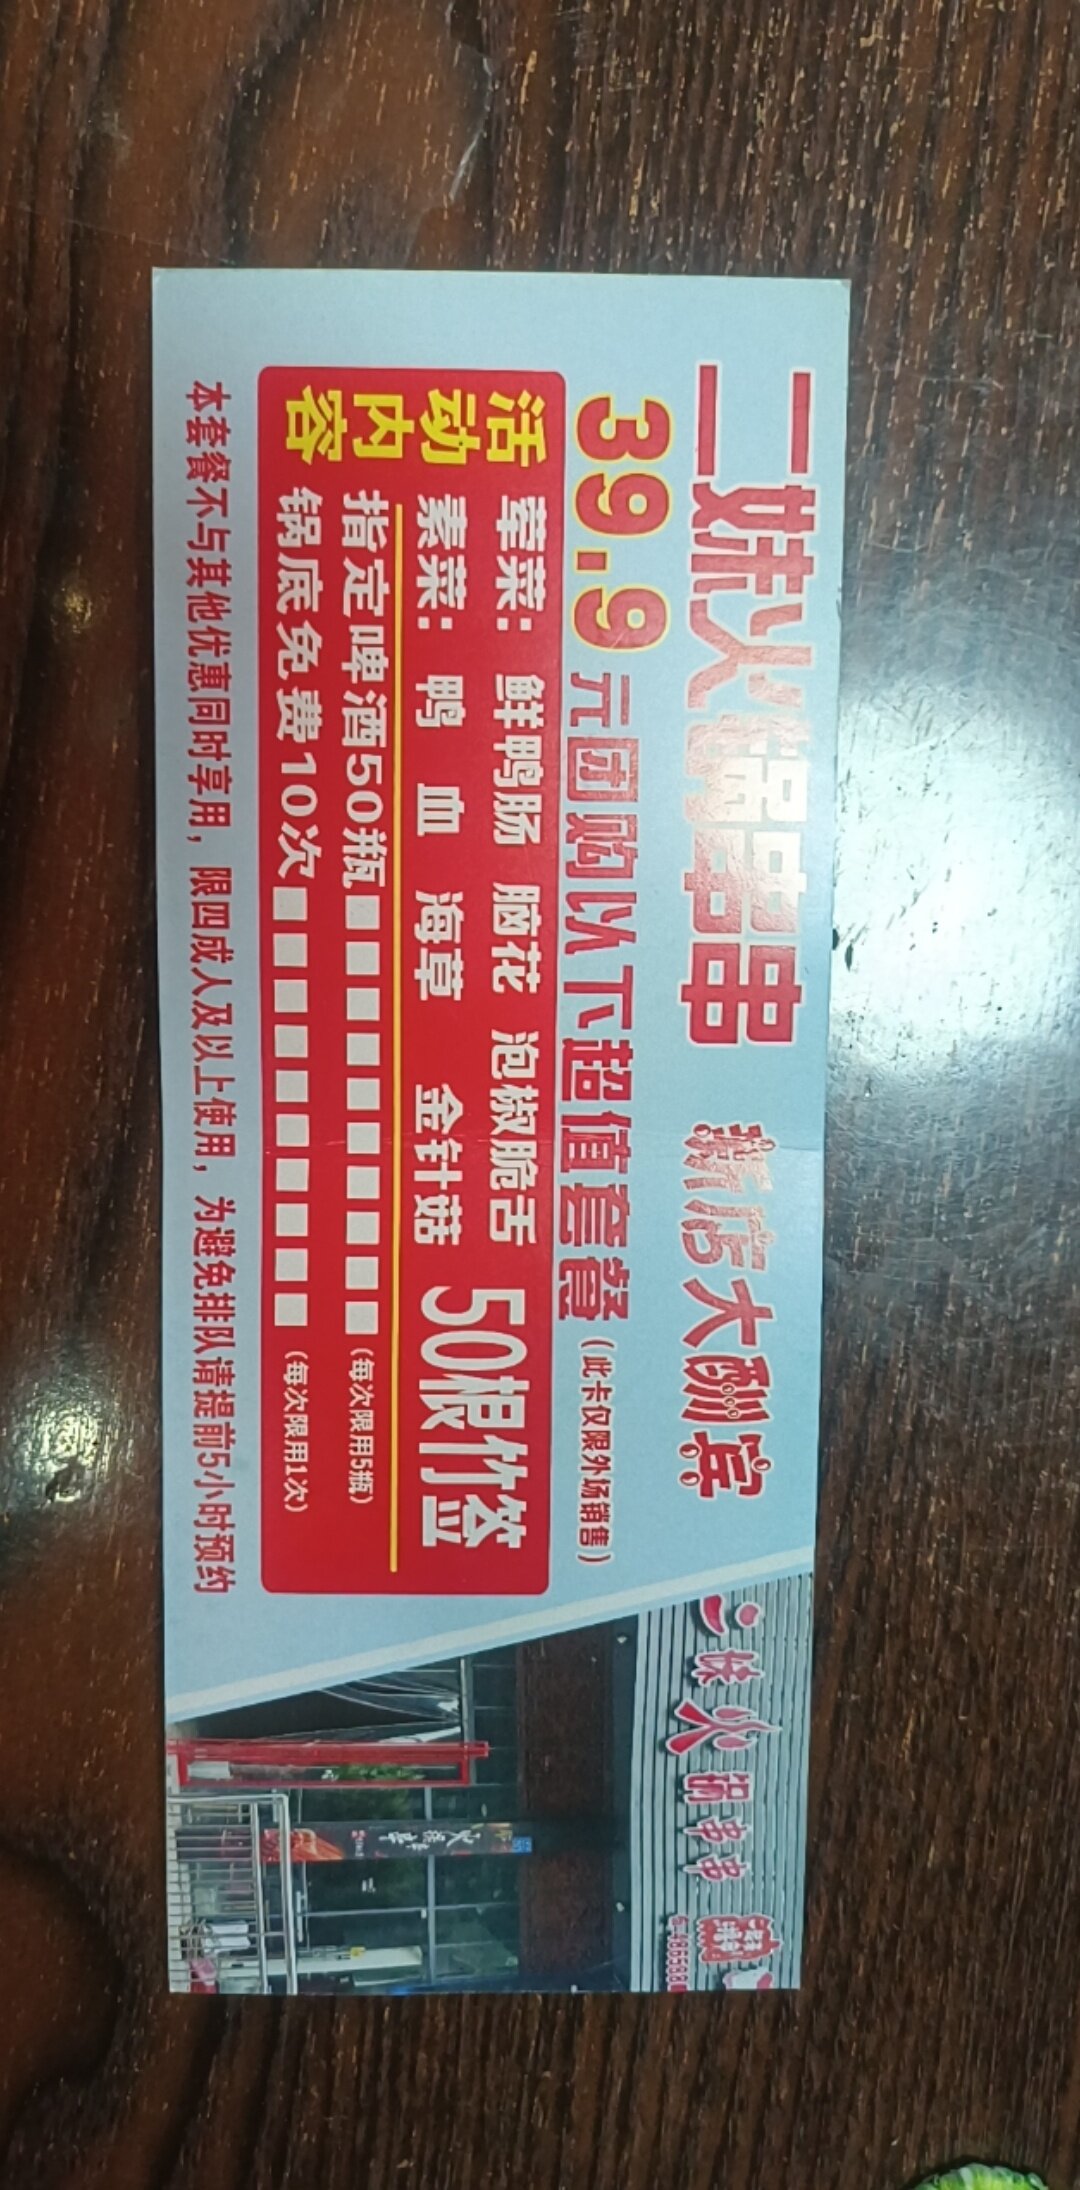 二妹火锅串串 新店大酬宾
39.9元团购以下超值套餐(此卡仅限外场销售)
活动内容
荤菜: 鲜鸭肠 脑花 泡椒脆舌
素菜: 鸭血 海草 金针菇
50根竹签
指定啤酒50瓶□□□□□□□□□□(每次限用5瓶)
锅底免费10次□□□□□□□□□□(每次限用1次)
本套餐不与其他优惠同时享用，限四成人及以上使用，为避免排队请提前5小时预约
二妹火锅串串